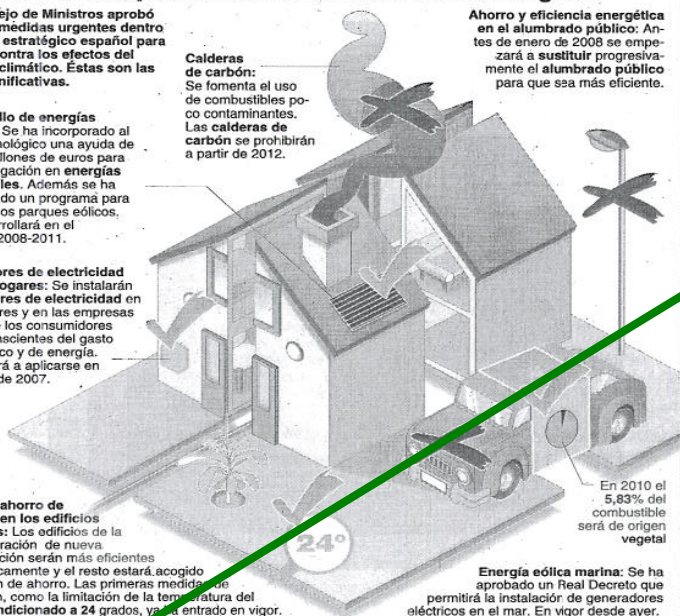 ejo de Ministros aprobó
medidas urgentes dentro
estratégico español para
ontra los efectos del
climático. Éstas son las
nificativas.
llo de energías
Se ha incorporado al
nológico una ayuda de
llones de euros para
gación en energías
les. Además se ha
do un programa para
os parques eólicos,
rrollará en el
2008-2011.
ores de electricidad
ogares: Se instalarán
res de electricidad en
res y en las empresas
los consumidores
nscientes del gasto
co y de energía.
rá a aplicarse en
de 2007.
ahorro de
en los edificios
s: Los edificios de la
ración de nueva
ción serán más eficientes
camente y el resto estará acogido
n de ahorro. Las primeras
n, como la limitación de la
ndicionado a 24 grados, entrado en vigor.
Calderas
de carbón:
Se fomenta el uso
de combustibles po-
co contaminantes.
Las calderas de
carbón se prohibirán
a partir de 2012.
Ahorro y eficiencia energética
en el alumbrado público: An-
tes de enero de 2008 se empe-
zará a sustituir progresiva-
mente el alumbrado público
para que sea más eficiente.
24°
En 2010 el
5,83% del
combustible
será de origen
vegetal
Energía eólica marina: Se ha
aprobado un Real Decreto que
permitirá la instalación de generadores
eléctricos en el mar. En vigor desde ayer.